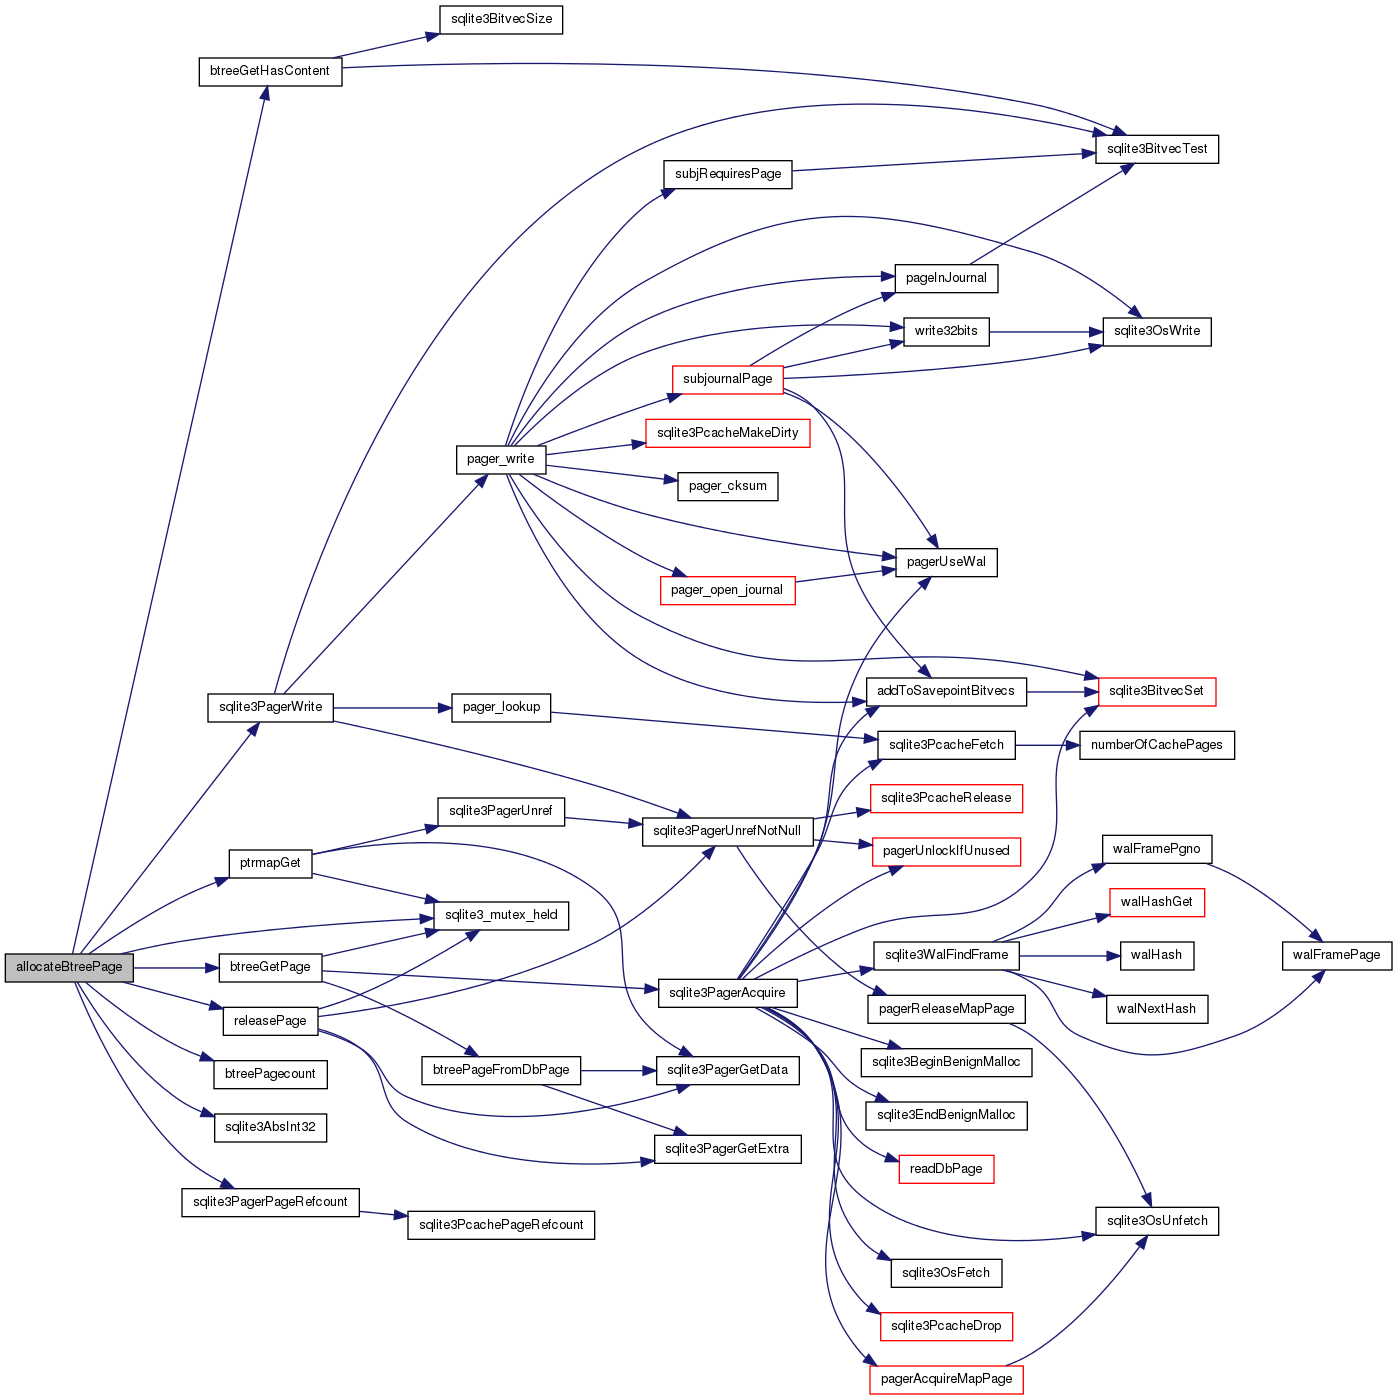 sqlite3BitvecSize
btreeGetHasContent
sqlite3BitvecTest
subjRequiresPage
pageInJournal
write32bits
sqlite3OsWrite
subjournalPage
sqlite3PcacheMakeDirty
pager_write
pager_cksum
pagerUseWal
pager_open_journal
addToSavepointBitvecs
sqlite3BitvecSet
sqlite3PagerWrite
pager_lookup
sqlite3PcacheFetch
numberOfCachePages
sqlite3PcacheRelease
sqlite3PagerUnref
sqlite3PagerUnrefNotNull
pagerUnlockIfUnused
walFramePgno
ptrmapGet
walHashGet
sqlite3_mutex_held
sqlite3WalFindFrame
walHash
walFramePage
allocateBtreePage
btreeGetPage
sqlite3PagerAcquire
pagerReleaseMapPage
walNextHash
releasePage
sqlite3BeginBenignMalloc
btreePagecount
btreePageFromDbPage
sqlite3PagerGetData
sqlite3EndBenignMalloc
sqlite3AbsInt32
sqlite3PagerGetExtra
readDbPage
sqlite3PagerPageRefcount
sqlite3PcachePageRefcount
sqlite3OsUnfetch
sqlite3OsFetch
sqlite3PcacheDrop
pagerAcquireMapPage